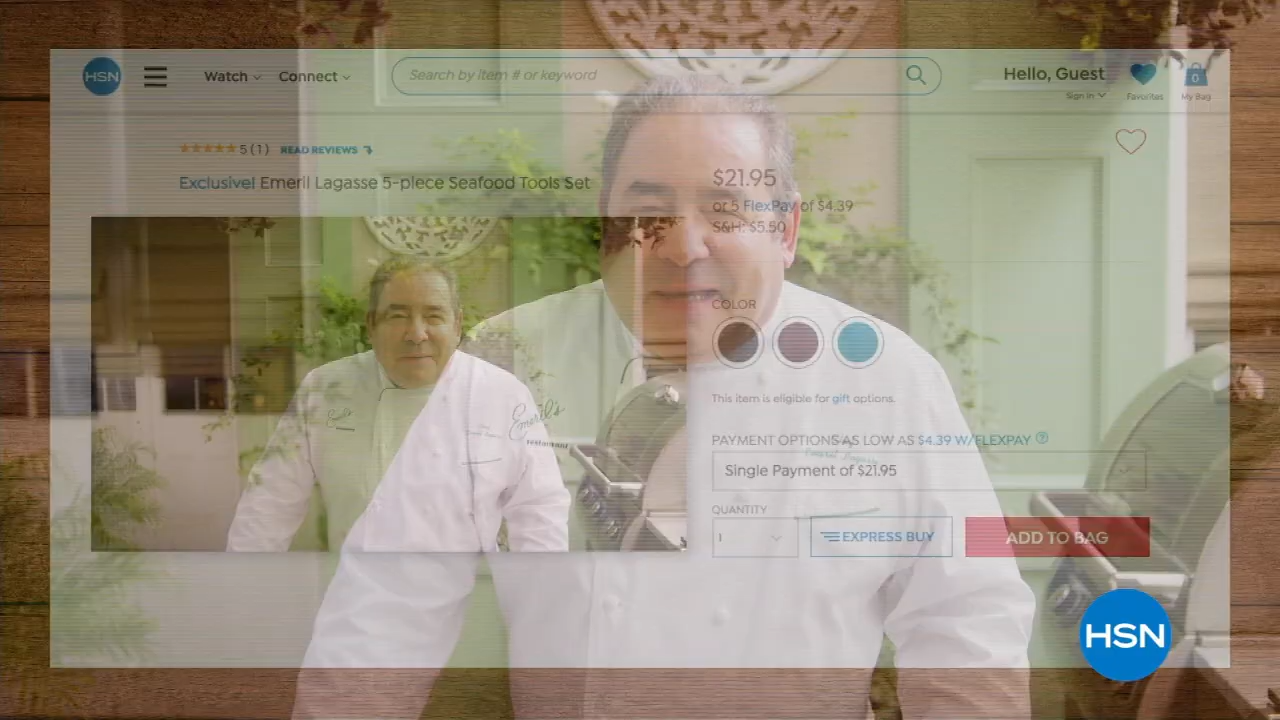 HSN
Watch
Connect
Search by item # or keyword
Hello, Guest
Sign In
Favorites
0
My Bag
5 (1) READ REVIEWS
Exclusive! Emeril Lagasse 5-piece Seafood Tools Set
$21.95
or 5 FlexPay of $4.39
S&H: $5.50
COLOR
This item is eligible for gift options.
Emeril's
restaurant
PAYMENT OPTIONS AS LOW AS $4.39 W/FLEXPAY ?
Single Payment of $21.95
QUANTITY
1
EXPRESS BUY
ADD TO BAG
HSN